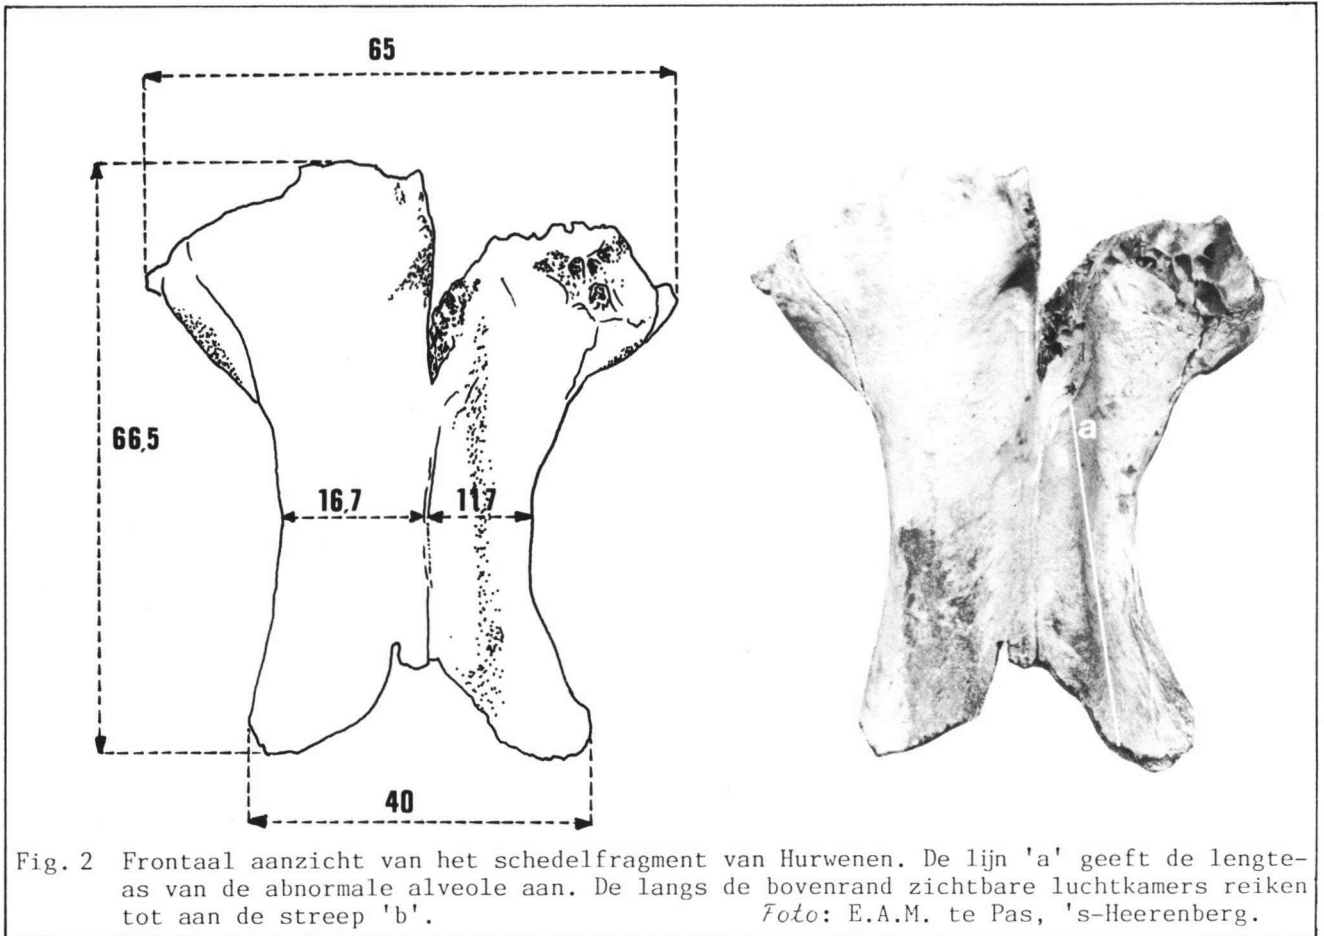 65
66,5
16,7
11,7
a
40
Fig. 2 Frontaal aanzicht van het schedelfragment van Hurwenen. De lijn 'a' geeft de lengte-
as van de abnormale alveole aan. De langs de bovenrand zichtbare luchtkamers reiken
tot aan de streep 'b'. Foto: E.A.M. te Pas, 's-Heerenberg.